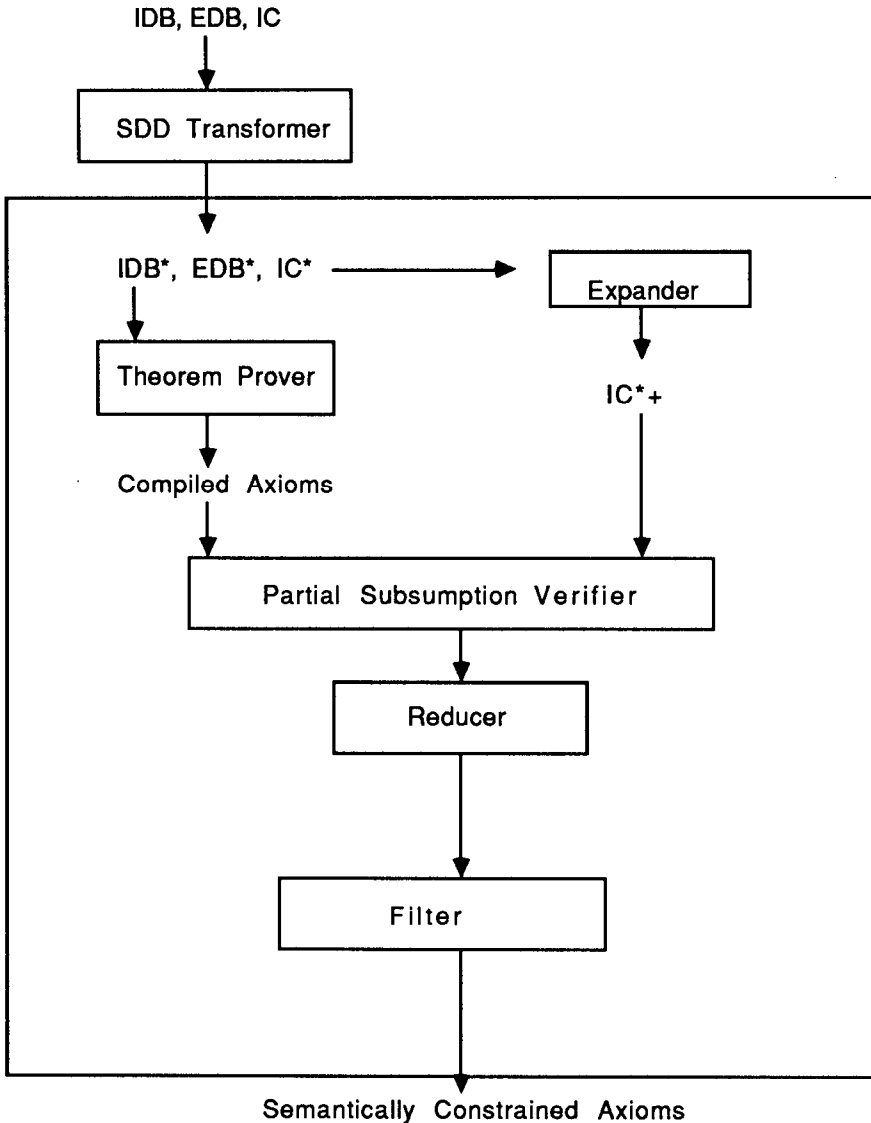 IDB, EDB, IC
SDD Transformer
IDB*, EDB*, IC*
Expander
Theorem Prover
IC*+
Compiled Axioms
Partial Subsumption Verifier
Reducer
Filter
Semantically Constrained Axioms